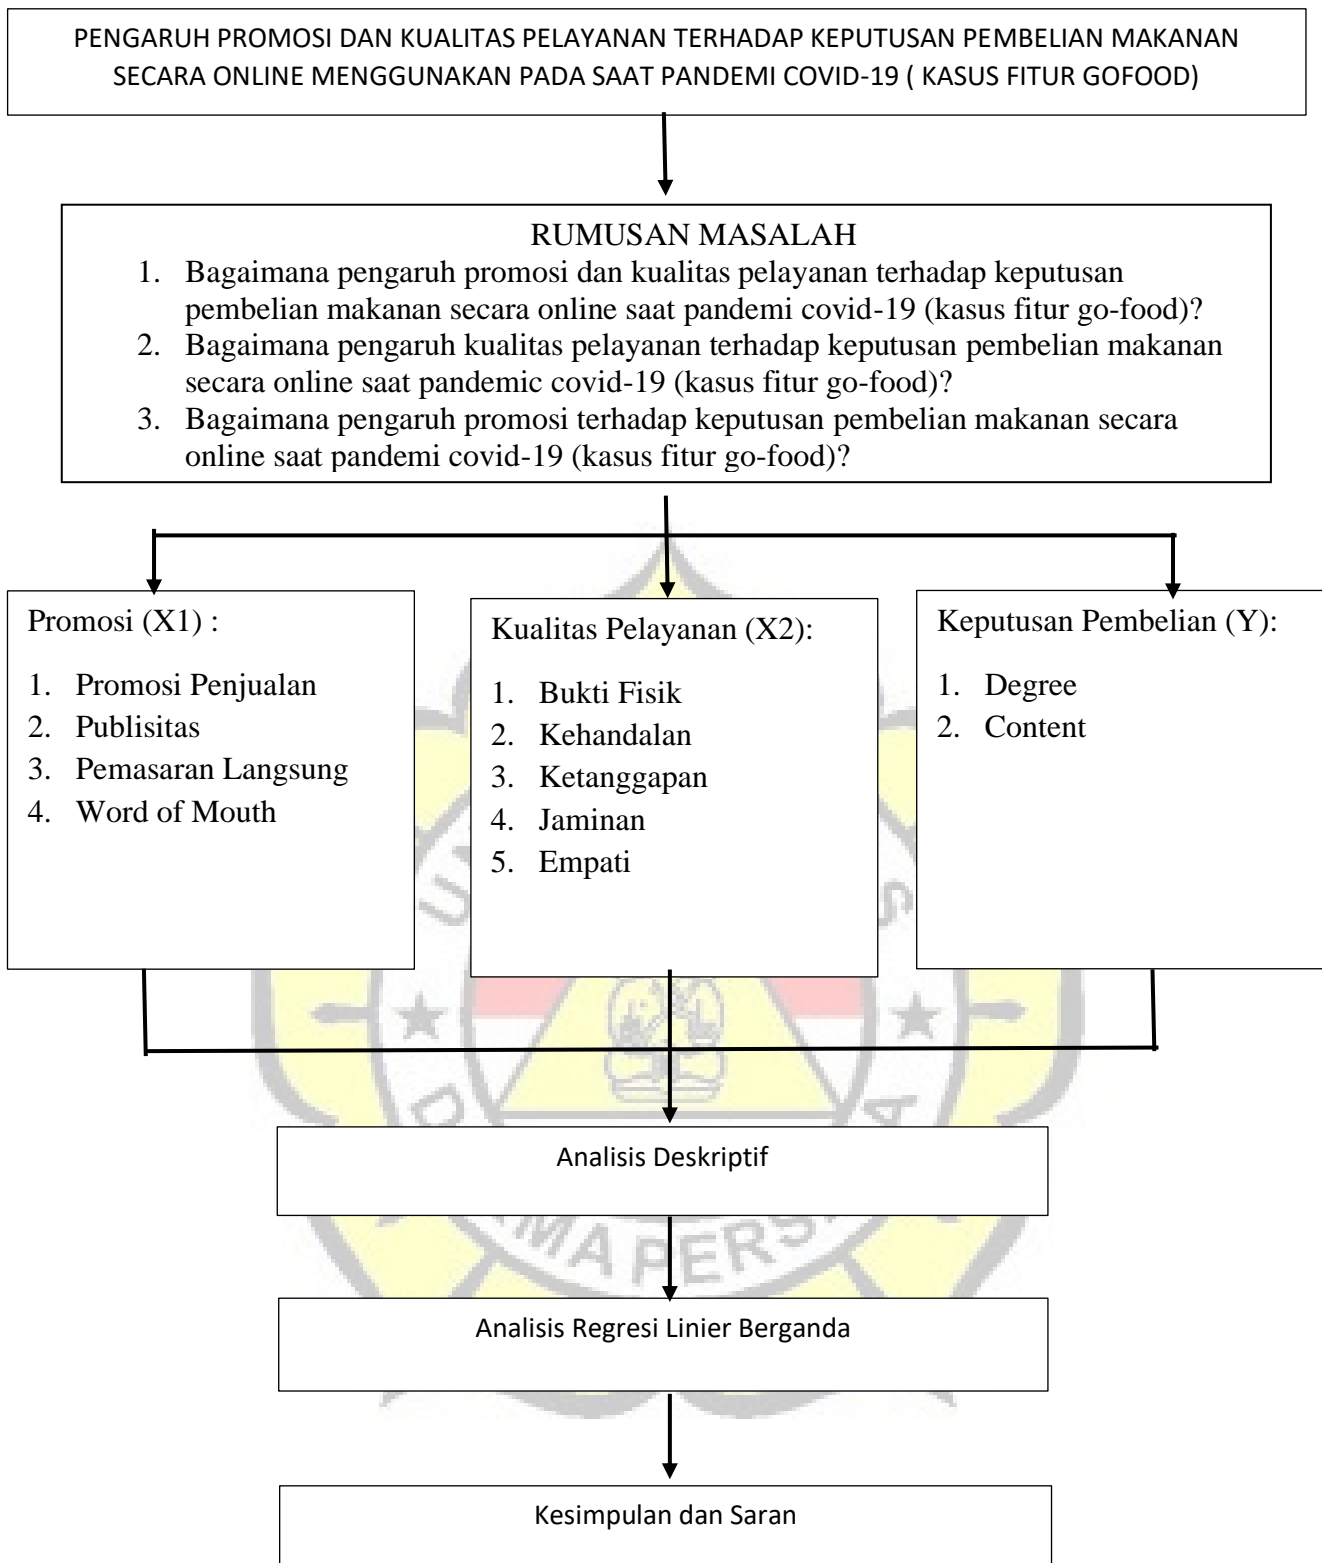 PENGARUH PROMOSI DAN KUALITAS PELAYANAN TERHADAP KEPUTUSAN PEMBELIAN MAKANAN
SECARA ONLINE MENGGUNAKAN PADA SAAT PANDEMI COVID-19 ( KASUS FITUR GOFOOD)
RUMUSAN MASALAH
1. Bagaimana pengaruh promosi dan kualitas pelayanan terhadap keputusan
pembelian makanan secara online saat pandemi covid-19 (kasus fitur go-food)?
2. Bagaimana pengaruh kualitas pelayanan terhadap keputusan pembelian makanan
secara online saat pandemic covid-19 (kasus fitur go-food)?
3. Bagaimana pengaruh promosi terhadap keputusan pembelian makanan secara
online saat pandemi covid-19 (kasus fitur go-food)?
Promosi (X1) :
1. Promosi Penjualan
2. Publisitas
3. Pemasaran Langsung
4. Word of Mouth
Kualitas Pelayanan (X2):
1. Bukti Fisik
2. Kehandalan
3. Ketanggapan
4. Jaminan
5. Empati
Keputusan Pembelian (Y):
1. Degree
2. Content
Analisis Deskriptif
Analisis Regresi Linier Berganda
Kesimpulan dan Saran